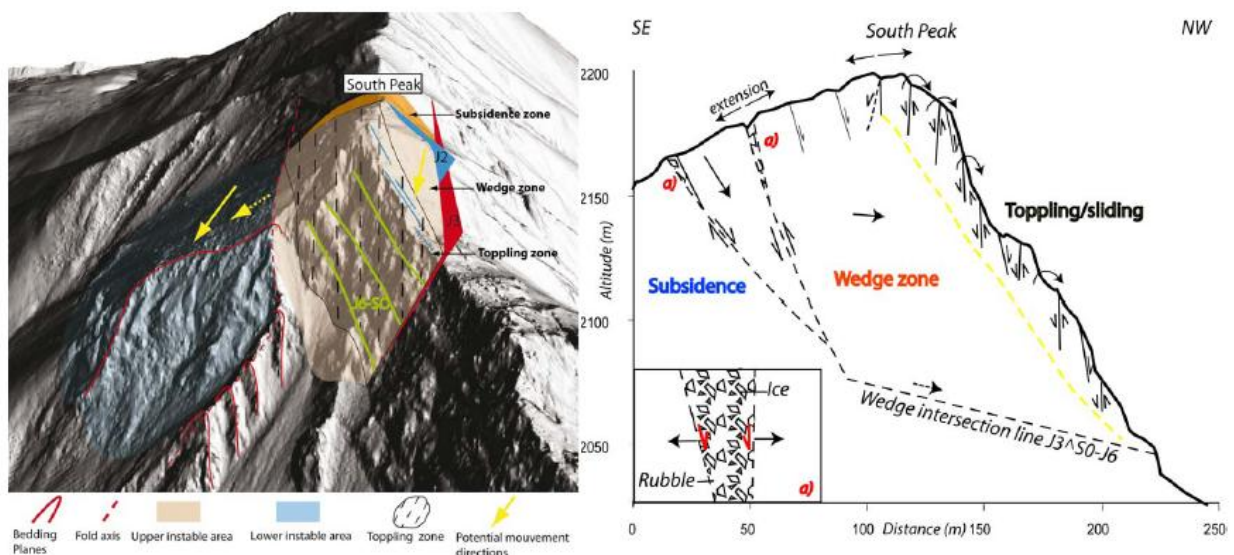 South Peak
Subsidence zone
J2
Wedge zone
J3
Toppling zone
J6-S0
Bedding
Planes
Fold axis
Upper instable area
Lower instable area
Toppling zone
Potential mouvement
directions
SE
South Peak
NW
2200
2150
2100
2050
Altitude (m)
extension
a)
a)
Toppling/sliding
Subsidence
Wedge zone
Ice
Rubble
a)
Wedge intersection line J3^S0-J6
0
50
100
Distance (m)
150
200
250